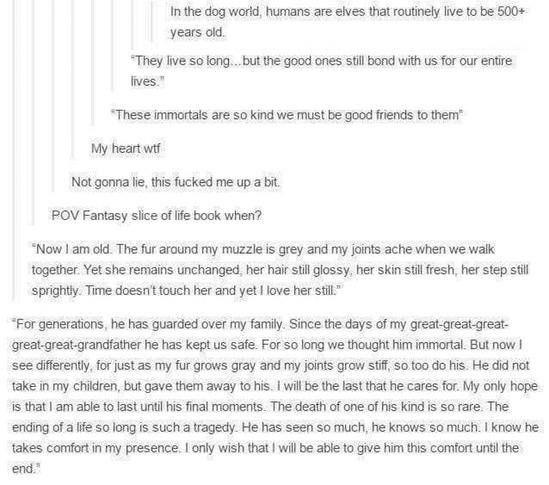 In the dog world, humans are elves that routinely live to be 500+
years old.
"They live so long...but the good ones still bond with us for our entire
lives."
"These immortals are so kind we must be good friends to them"
My heart wtf
Not gonna lie, this fucked me up a bit.
POV Fantasy slice of life book when?
"Now I am old. The fur around my muzzle is grey and my joints ache when we walk
together. Yet she remains unchanged, her hair still glossy, her skin still fresh, her step still
sprightly. Time doesn't touch her and yet I love her still."
"For generations, he has guarded over my family. Since the days of my great-great-great-
great-great-grandfather he has kept us safe. For so long we thought him immortal. But now I
see differently, for just as my fur grows gray and my joints grow stiff, so too do his. He did not
take in my children, but gave them away to his. I will be the last that he cares for. My only hope
is that I am able to last until his final moments. The death of one of his kind is so rare. The
ending of a life so long is such a tragedy. He has seen so much, he knows so much. I know he
takes comfort in my presence. I only wish that I will be able to give him this comfort until the
end."